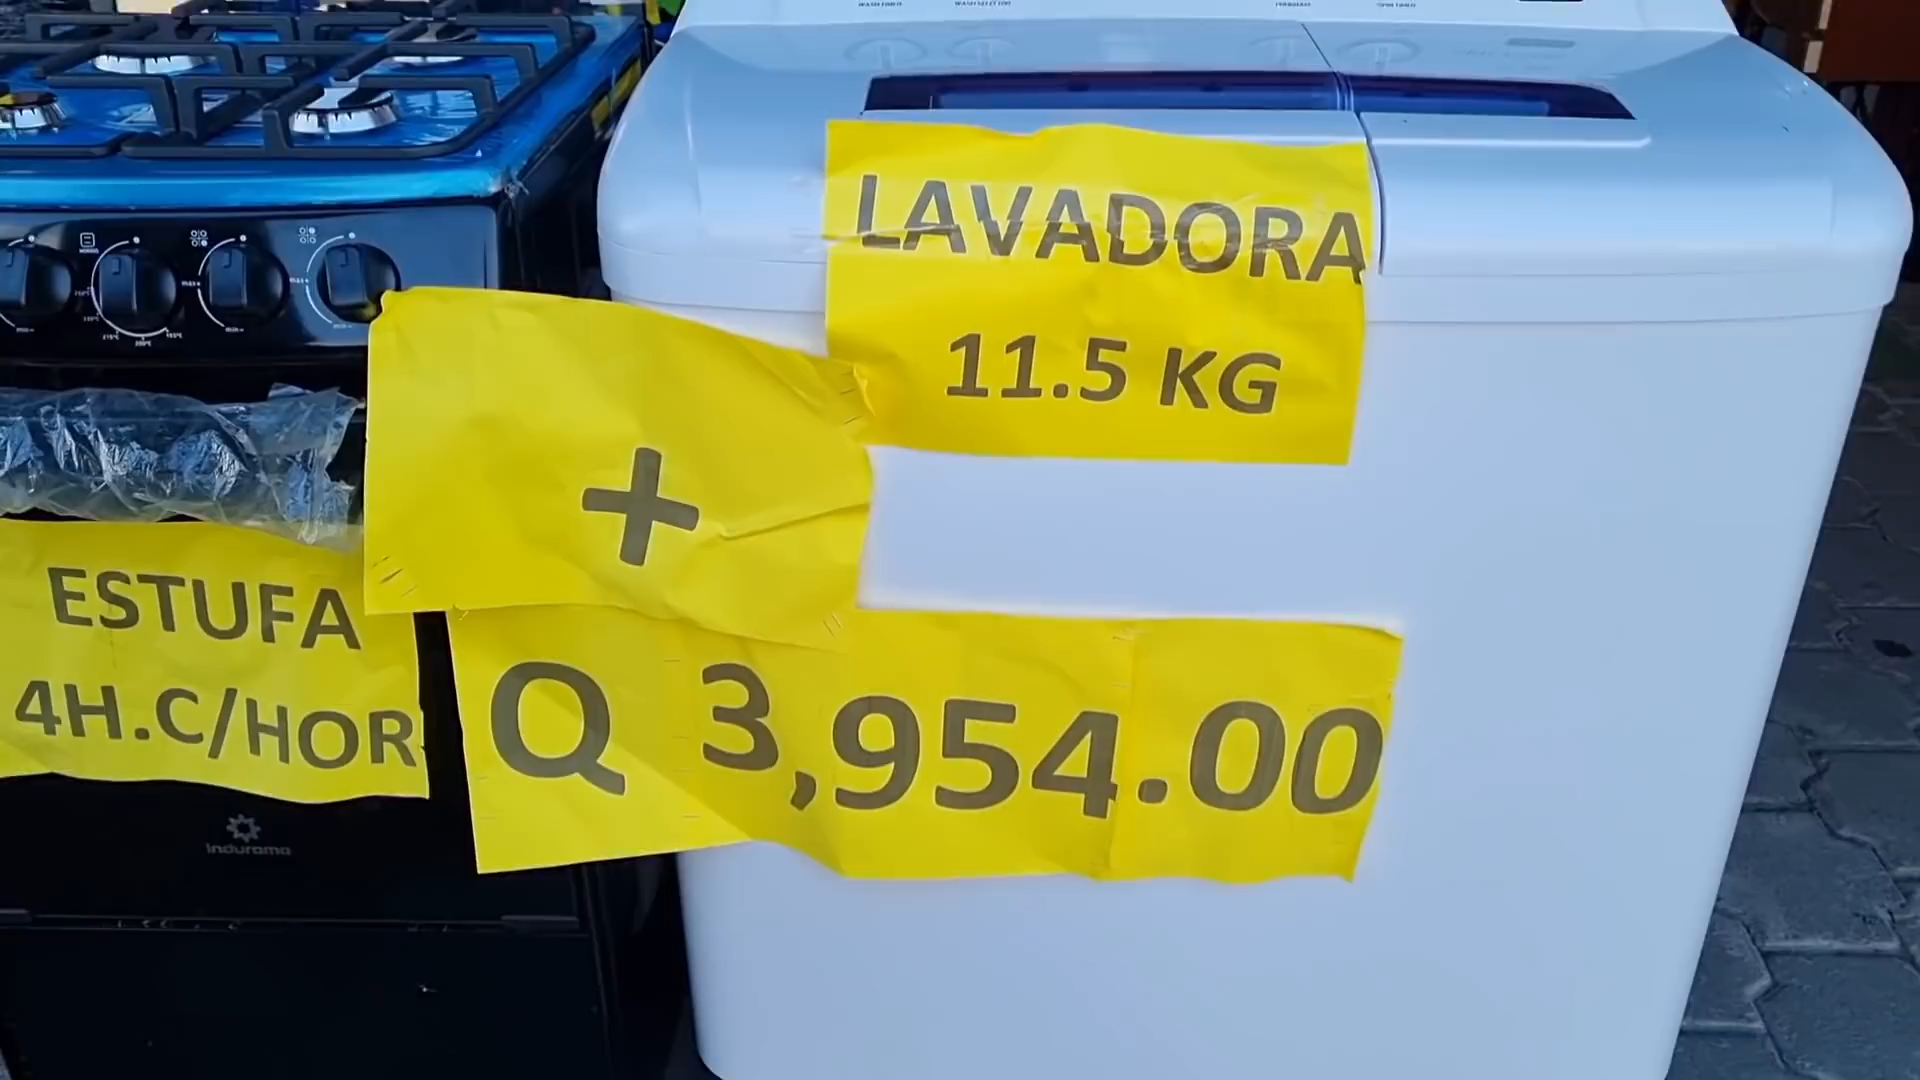 LAVADORA
11.5 KG
+
ESTUFA
4H.C/HOR
Q 3,954.00
indurama